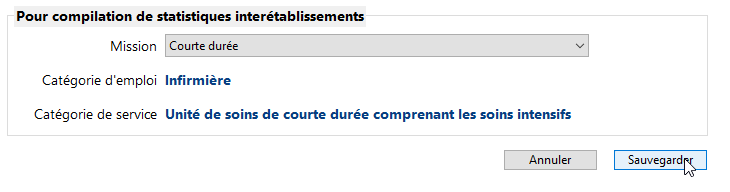 Pour compilation de statistiques interétablissements
Mission Courte durée
Catégorie d'emploi Infirmière
Catégorie de service Unité de soins de courte durée comprenant les soins intensifs
Annuler Sauvegarder